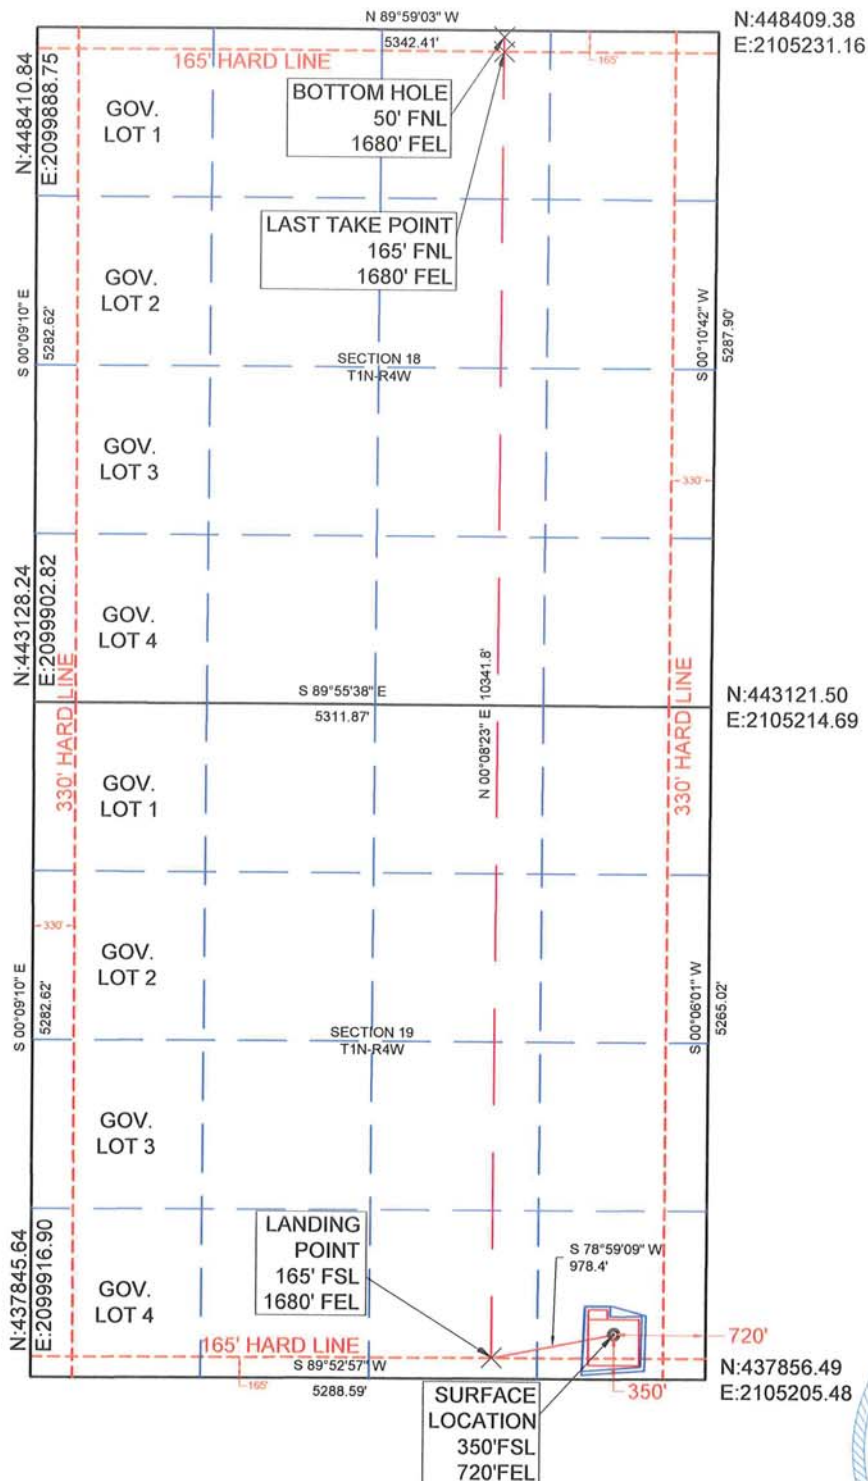 N 89°59'03" W
5342.41'
N:448409.38
E:2105231.16
165' HARD LINE
165'
BOTTOM HOLE
50' FNL
1680' FEL
N:448410.84
E:2099888.75
GOV.
LOT 1
LAST TAKE POINT
165' FNL
1680' FEL
GOV.
LOT 2
S 00°09'10" E
5282.62'
SECTION 18
T1N-R4W
S 00°10'42" W
5287.90'
GOV.
LOT 3
330'
N:443128.24
E:2099902.82
GOV.
LOT 4
330' HARD LINE
S 89°55'38" E
5311.87'
N 00°08'23" E 10341.8'
N:443121.50
E:2105214.69
330' HARD LINE
GOV.
LOT 1
330'
GOV.
LOT 2
S 00°09'10" E
5282.62'
SECTION 19
T1N-R4W
S 00°06'01" W
5265.02'
GOV.
LOT 3
LANDING
POINT
165' FSL
1680' FEL
S 78°59'09" W
978.4'
N:437845.64
E:2099916.90
GOV.
LOT 4
720'
165' HARD LINE
S 89°52'57" W
5288.59'
165'
350'
N:437856.49
E:2105205.48
SURFACE
LOCATION
350'FSL
720'FEL